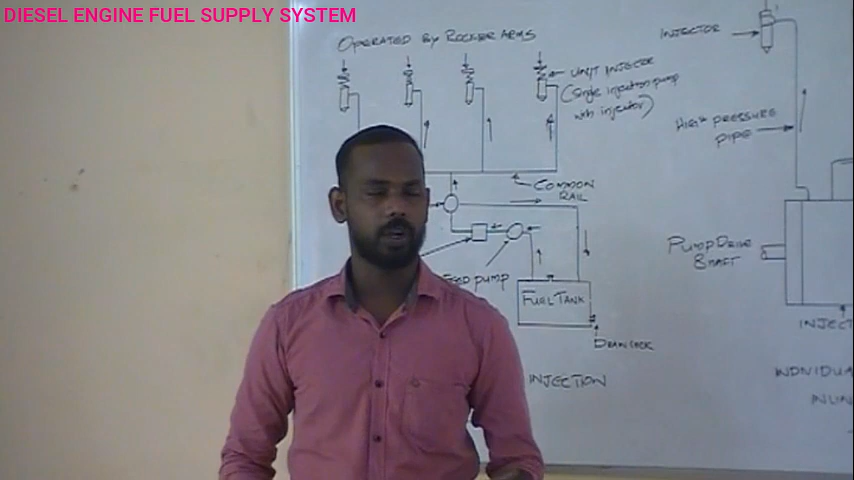 DIESEL ENGINE FUEL SUPPLY SYSTEM
OPERATED BY ROCKER ARMS
UNIT INJECTOR
(Single injection pump
with injector)
COMMON
RAIL
FEED PUMP
FUEL TANK
DRAIN COCK
INJECTION
INJECTOR
HIGH PRESSURE
PIPE
PUMP DRIVE
SHAFT
INJECT
INDIVIDUA
INLIN